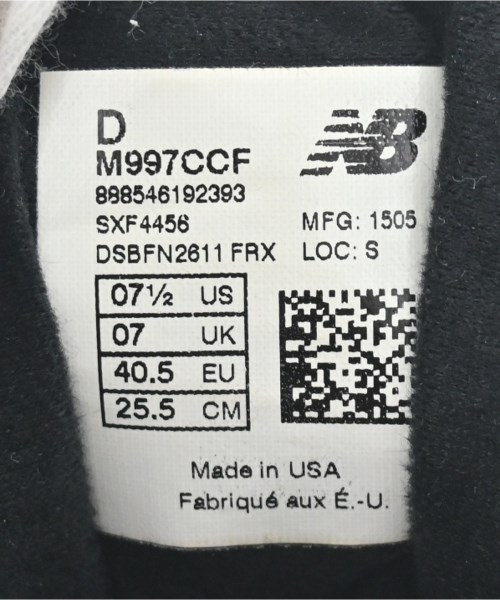 D
M997CCF
888546192393
SXF4456
MFG: 1505
DSBFN2611 FRX
LOC: S
07½ US
07 UK
40.5 EU
25.5 CM
NB
Made in USA
Fabriqué aux É.-U.